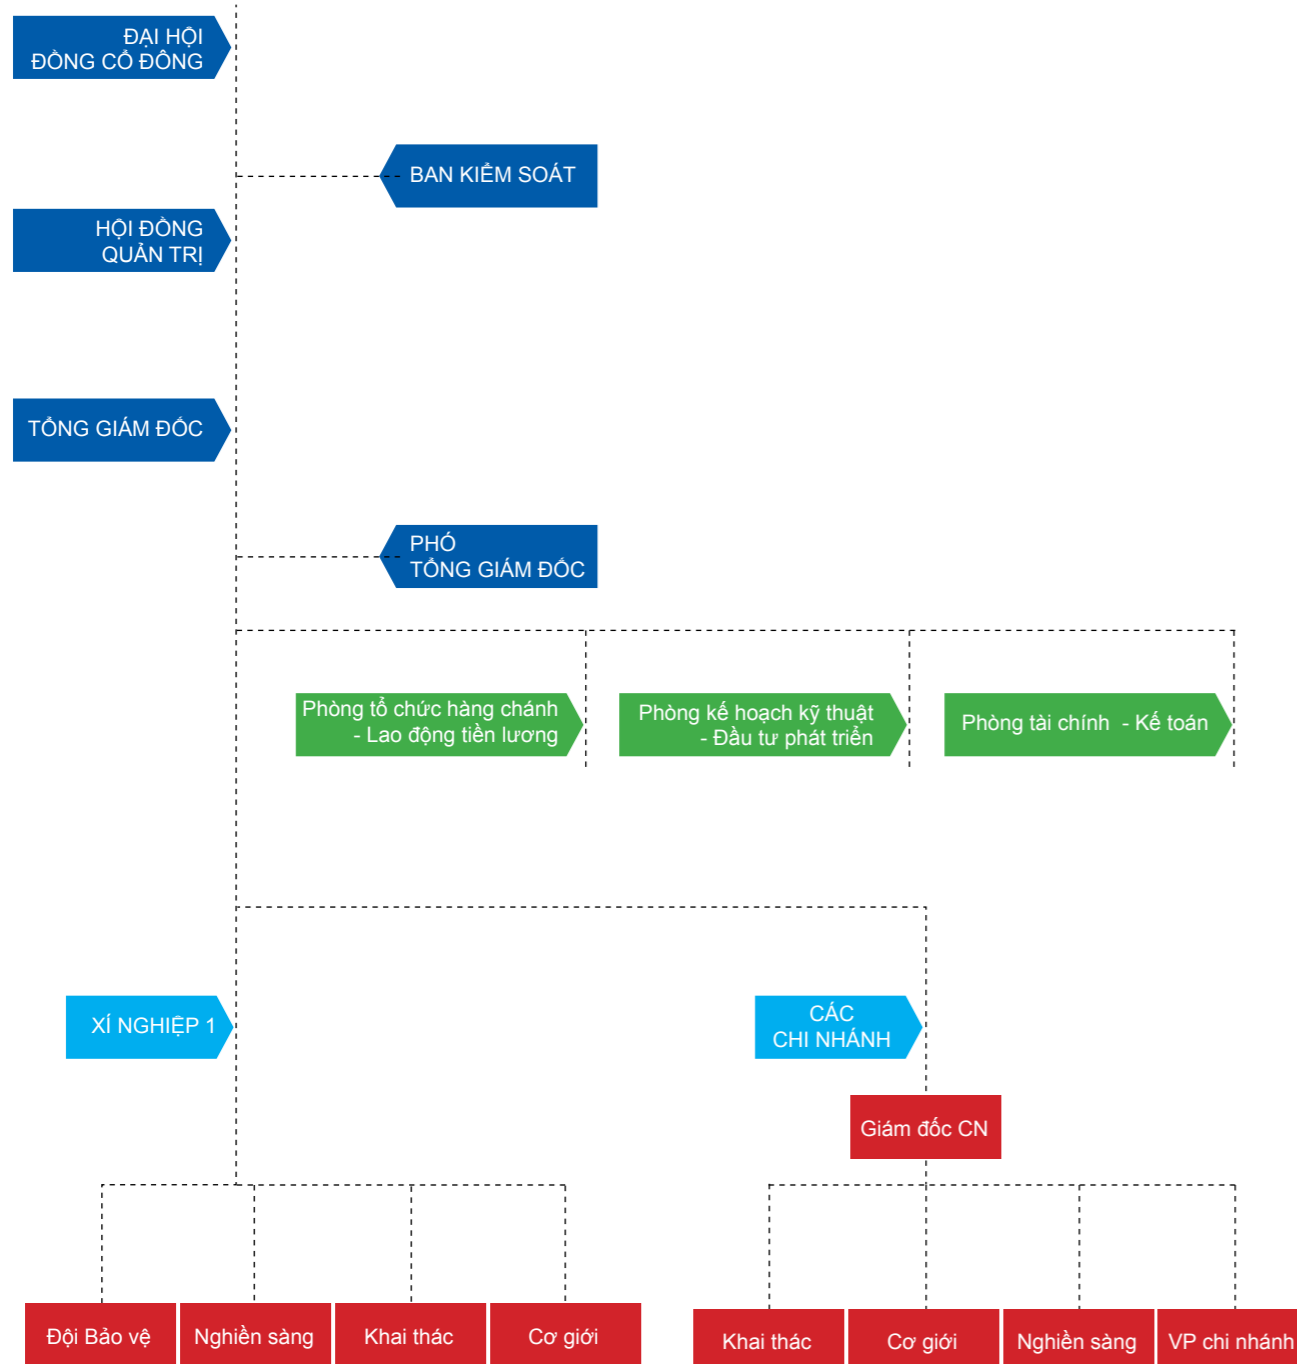 ĐẠI HỘI
ĐỒNG CỔ ĐÔNG
BAN KIỂM SOÁT
HỘI ĐỒNG
QUẢN TRỊ
TỔNG GIÁM ĐỐC
PHÓ
TỔNG GIÁM ĐỐC
Phòng tổ chức hàng chánh
- Lao động tiền lương
Phòng kế hoạch kỹ thuật
- Đầu tư phát triển
Phòng tài chính - Kế toán
XÍ NGHIỆP 1
CÁC
CHI NHÁNH
Giám đốc CN
Đội Bảo vệ
Nghiền sàng
Khai thác
Cơ giới
Khai thác
Cơ giới
Nghiền sàng
VP chi nhánh